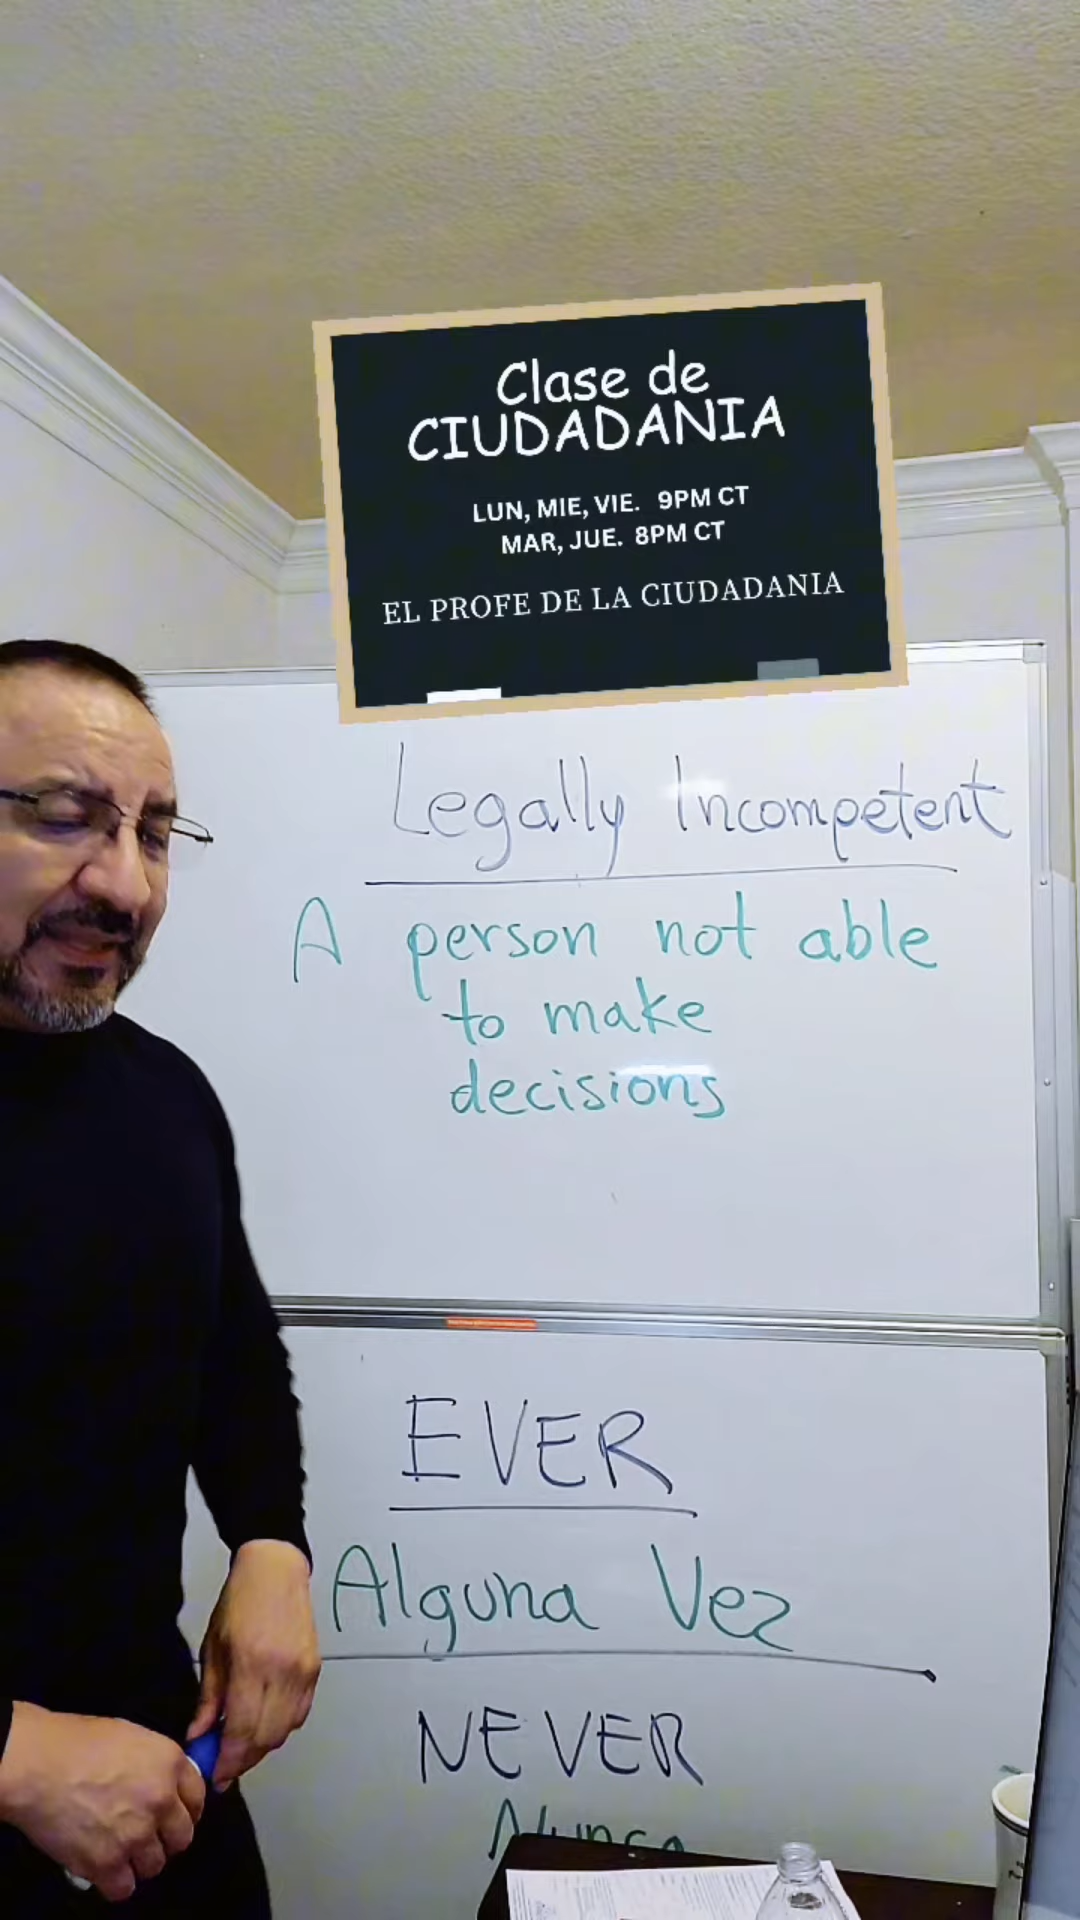 Clase de
CIUDADANIA
LUN, MIE, VIE. 9PM CT
MAR, JUE. 8PM CT
EL PROFE DE LA CIUDADANIA
Legally Incompetent
A person not able
to make
decisions
EVER
Alguna Vez
NEVER
Nunca